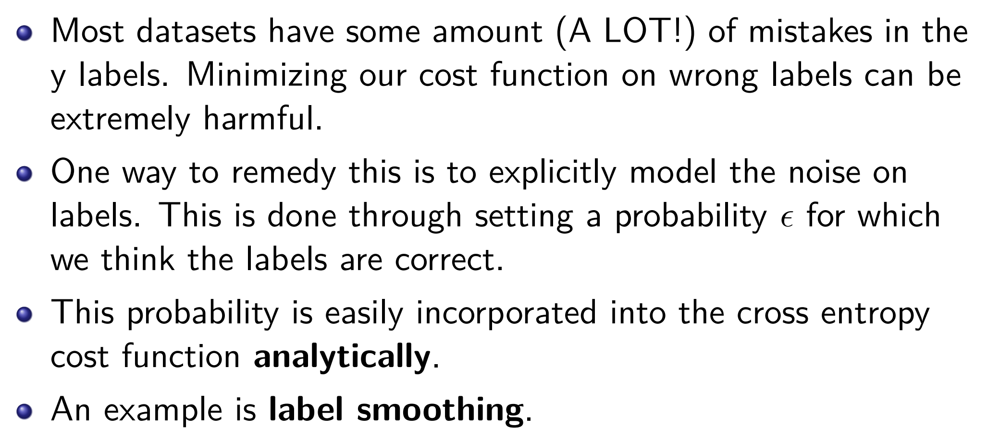 Most datasets have some amount (A LOT!) of mistakes in the
y labels. Minimizing our cost function on wrong labels can be
extremely harmful.
One way to remedy this is to explicitly model the noise on
labels. This is done through setting a probability ϵ for which
we think the labels are correct.
This probability is easily incorporated into the cross entropy
cost function analytically.
An example is label smoothing.